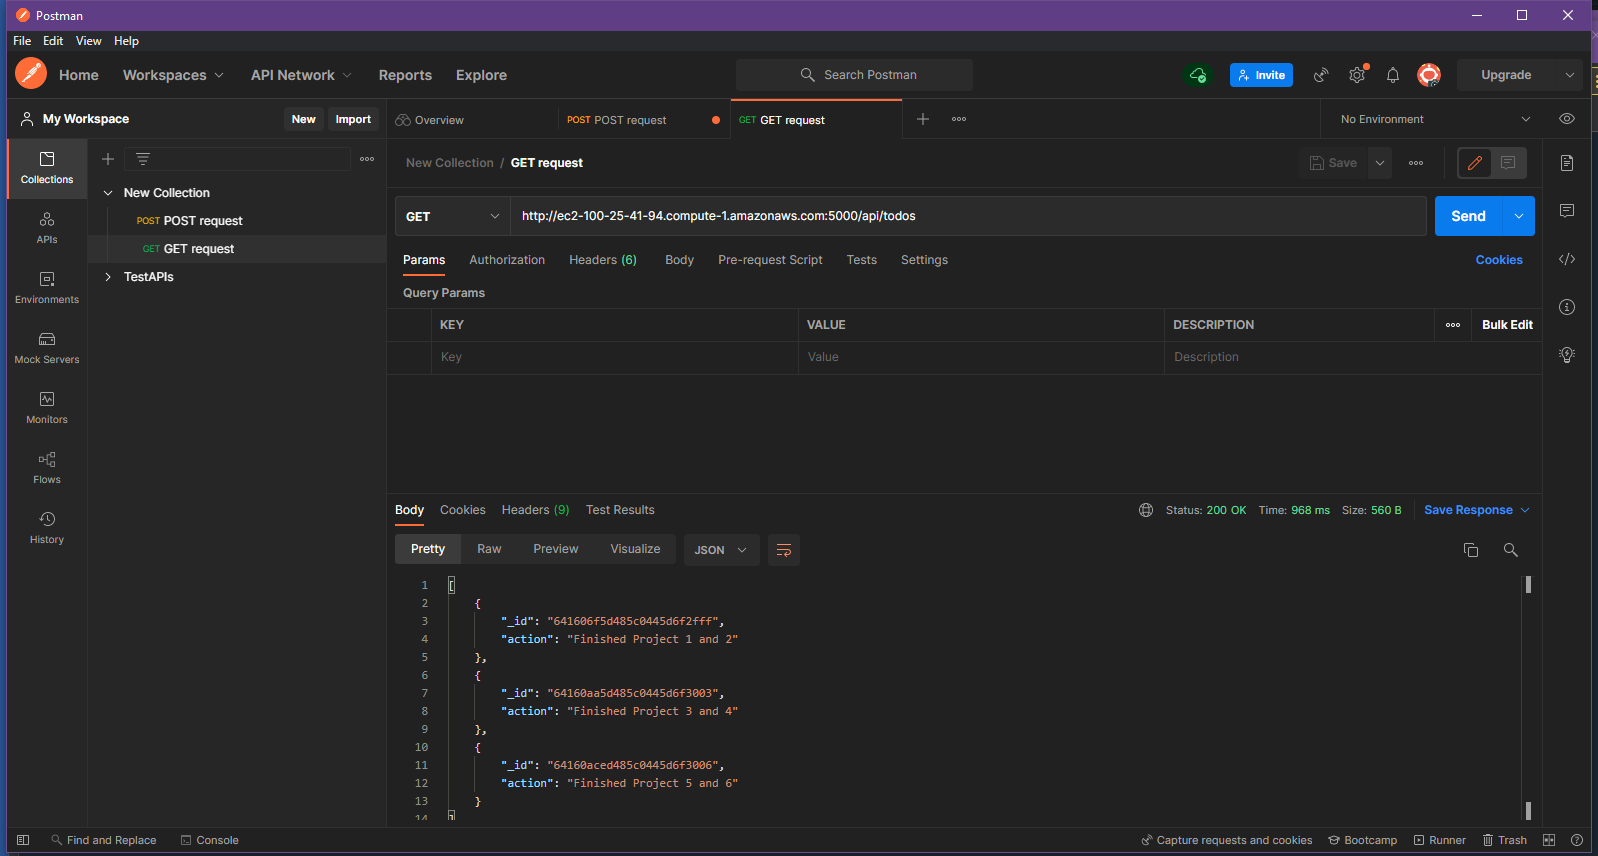 Postman
File Edit View Help
Home Workspaces API Network Reports Explore Search Postman Invite Upgrade
My Workspace New Import Overview POST POST request GET GET request No Environment
Collections
APIs
Environments
Mock Servers
Monitors
Flows
History
New Collection
POST POST request
GET GET request
TestAPIs
New Collection / GET request Save
GET http://ec2-100-25-41-94.compute-1.amazonaws.com:5000/api/todos Send
Params Authorization Headers (6) Body Pre-request Script Tests Settings Cookies
Query Params
KEY VALUE DESCRIPTION Bulk Edit
Key Value Description
Body Cookies Headers (9) Test Results Status: 200 OK Time: 968 ms Size: 560 B Save Response
Pretty Raw Preview Visualize JSON
1 [
2 {
3 "_id": "641606f5d485c0445d6f2fff",
4 "action": "Finished Project 1 and 2"
5 },
6 {
7 "_id": "64160aa5d485c0445d6f3003",
8 "action": "Finished Project 3 and 4"
9 },
10 {
11 "_id": "64160aced485c0445d6f3006",
12 "action": "Finished Project 5 and 6"
13 }
14 ]
Find and Replace Console Capture requests and cookies Bootcamp Runner Trash